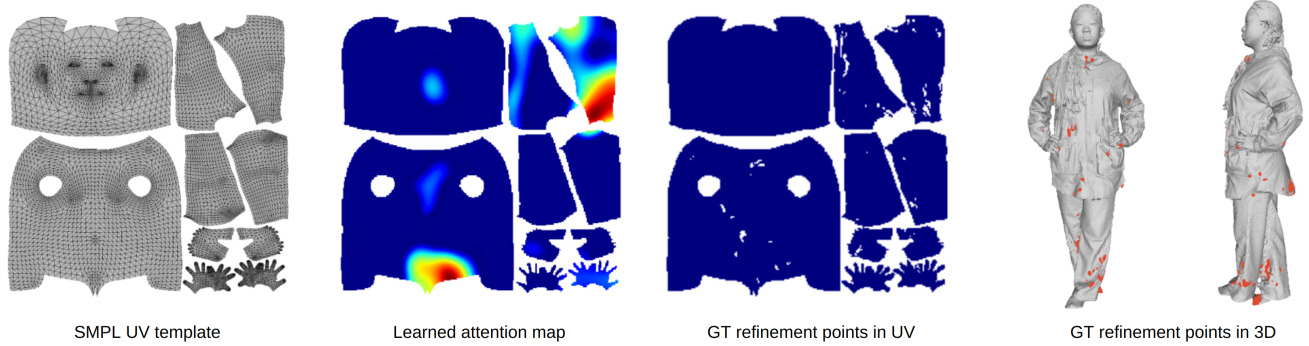 SMPL UV template
Learned attention map
GT refinement points in UV
GT refinement points in 3D